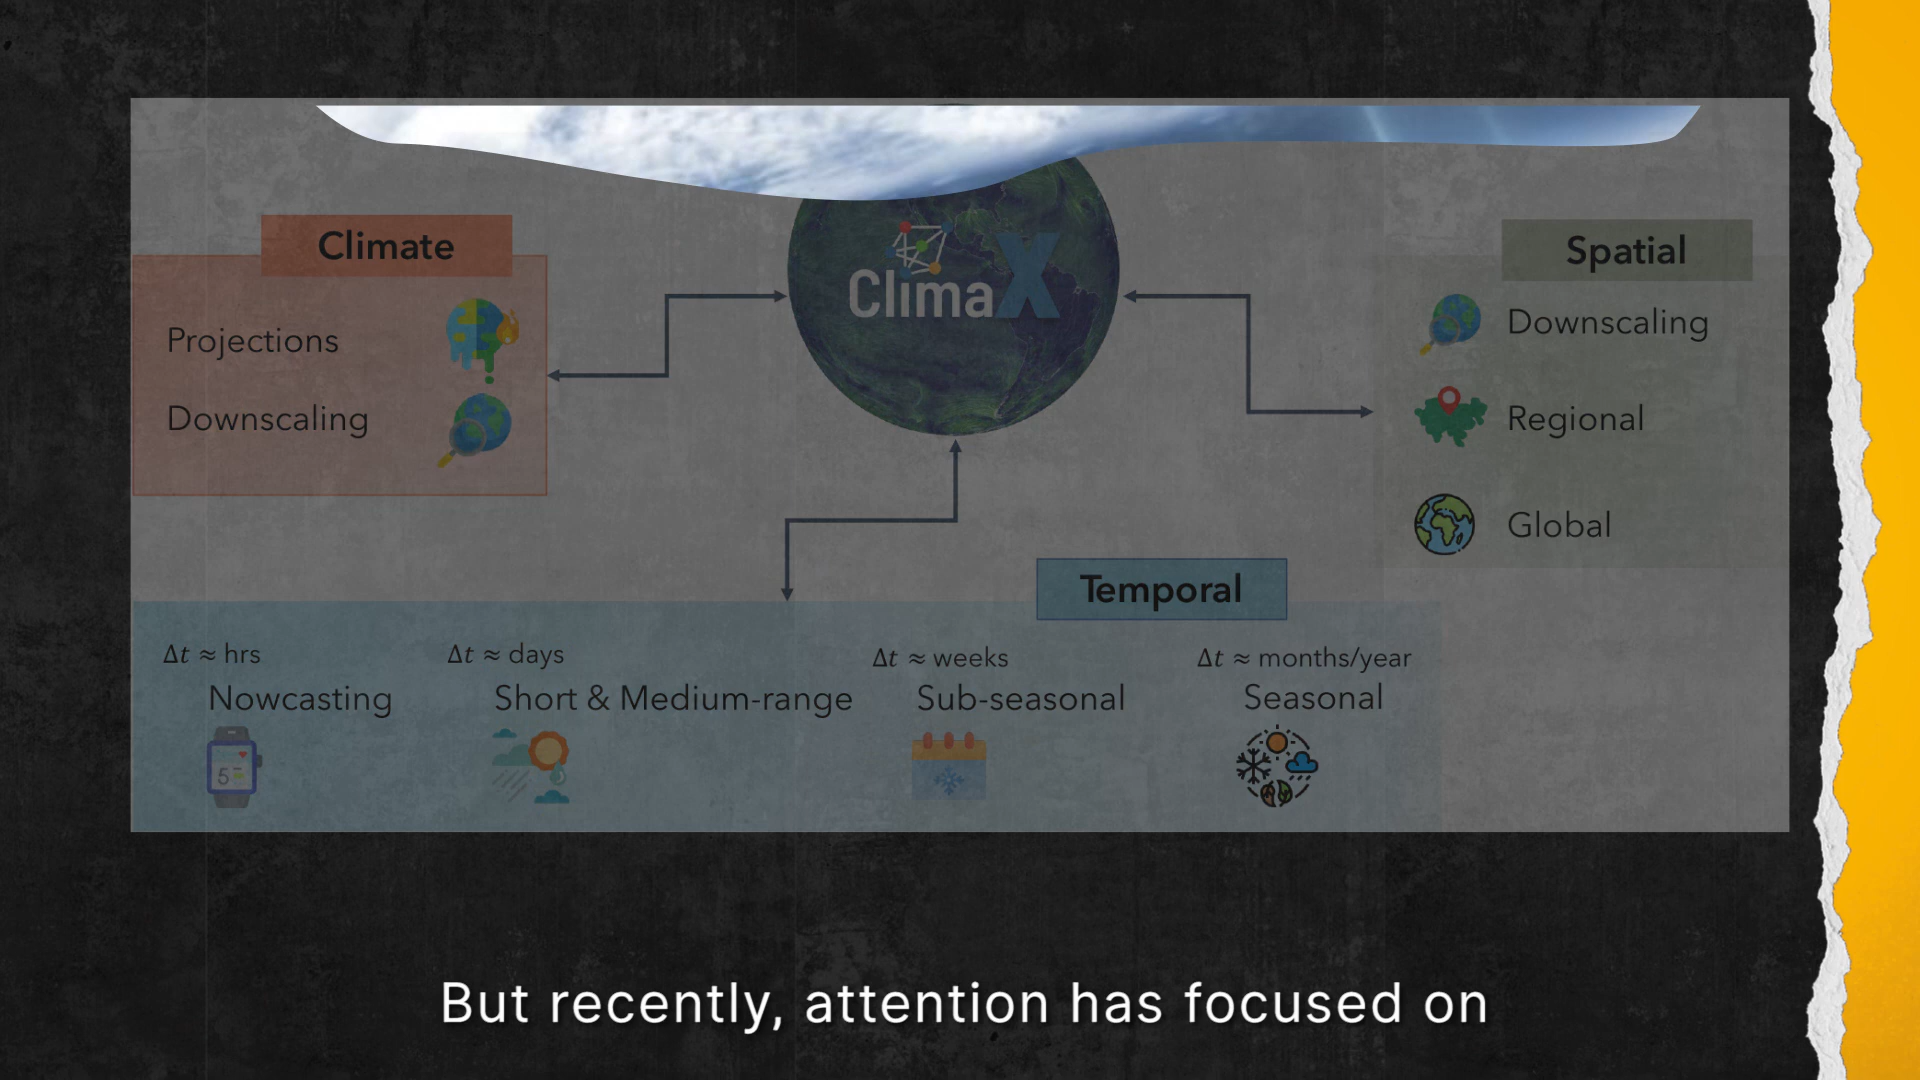 ClimaX
Climate
Projections
Downscaling
Spatial
Downscaling
Regional
Global
Temporal
Δt ≈ hrs
Nowcasting
Δt ≈ days
Short & Medium-range
Δt ≈ weeks
Sub-seasonal
Δt ≈ months/year
Seasonal
5
But recently, attention has focused on